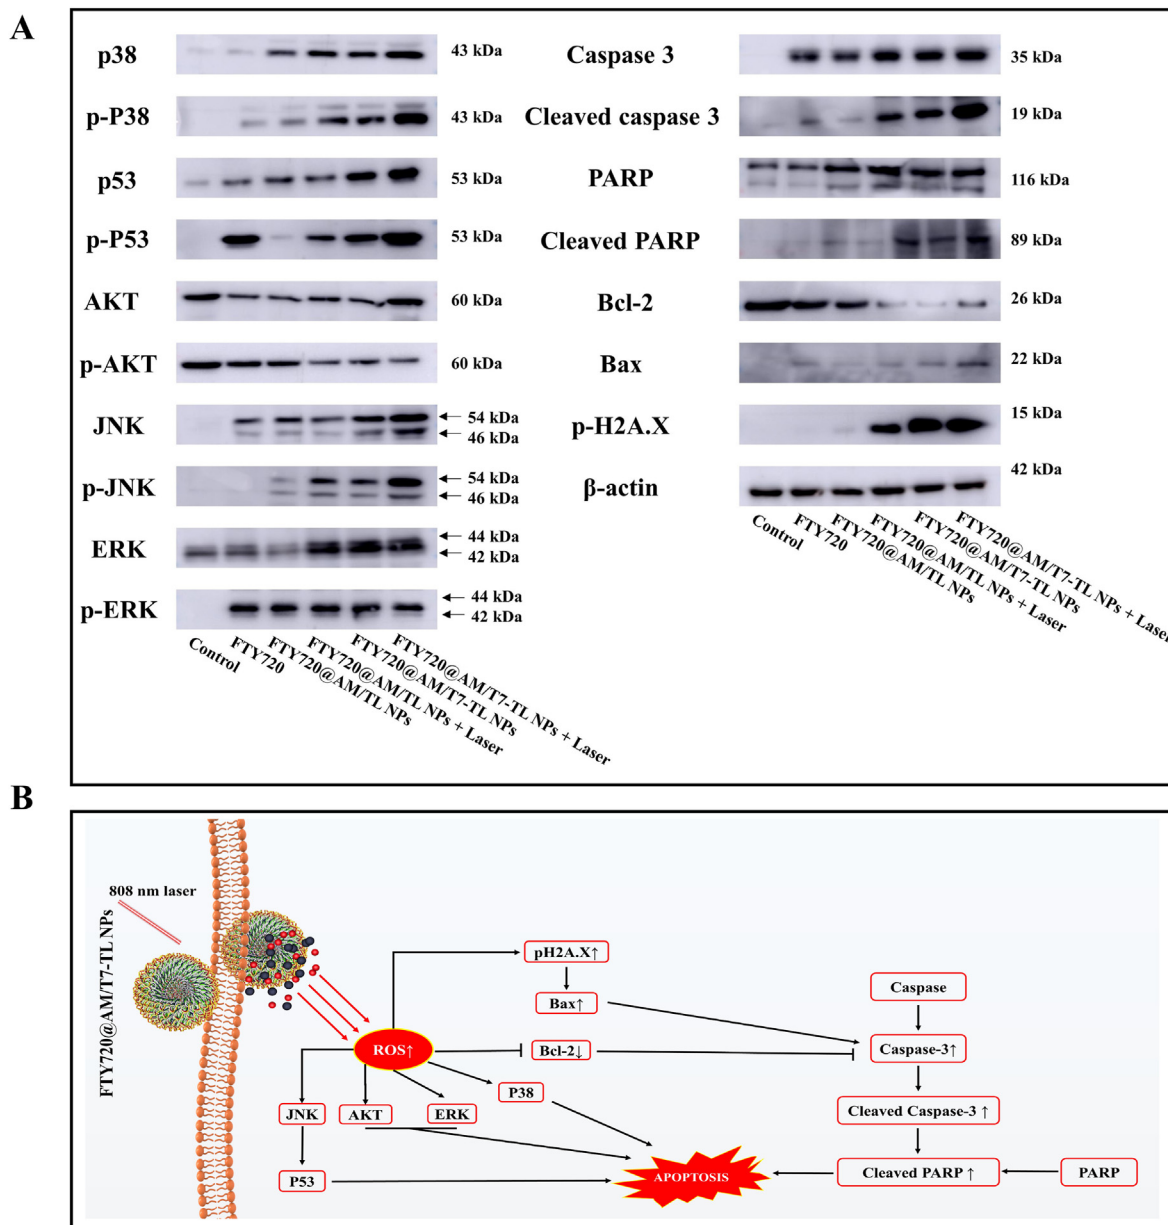 A
p38
43 kDa
p-P38
43 kDa
p53
53 kDa
p-P53
53 kDa
AKT
60 kDa
p-AKT
60 kDa
JNK
54 kDa
46 kDa
p-JNK
54 kDa
46 kDa
ERK
44 kDa
42 kDa
p-ERK
44 kDa
42 kDa
Control
FTY720
FTY720@AM/TL NPs
FTY720@AM/TL NPs + Laser
FTY720@AM/T7-TL NPs
FTY720@AM/T7-TL NPs + Laser
Caspase 3
35 kDa
Cleaved caspase 3
19 kDa
PARP
116 kDa
Cleaved PARP
89 kDa
Bcl-2
26 kDa
Bax
22 kDa
p-H2A.X
15 kDa
β-actin
42 kDa
Control
FTY720
FTY720@AM/TL NPs
FTY720@AM/TL NPs + Laser
FTY720@AM/T7-TL NPs
FTY720@AM/T7-TL NPs + Laser
B
FTY720@AM/T7-TL NPs
808 nm laser
ROS↑
pH2A.X↑
Bax↑
Bcl-2↓
P38
JNK
AKT
ERK
P53
APOPTOSIS
Caspase
Caspase-3↑
Cleaved Caspase-3 ↑
Cleaved PARP ↑
PARP